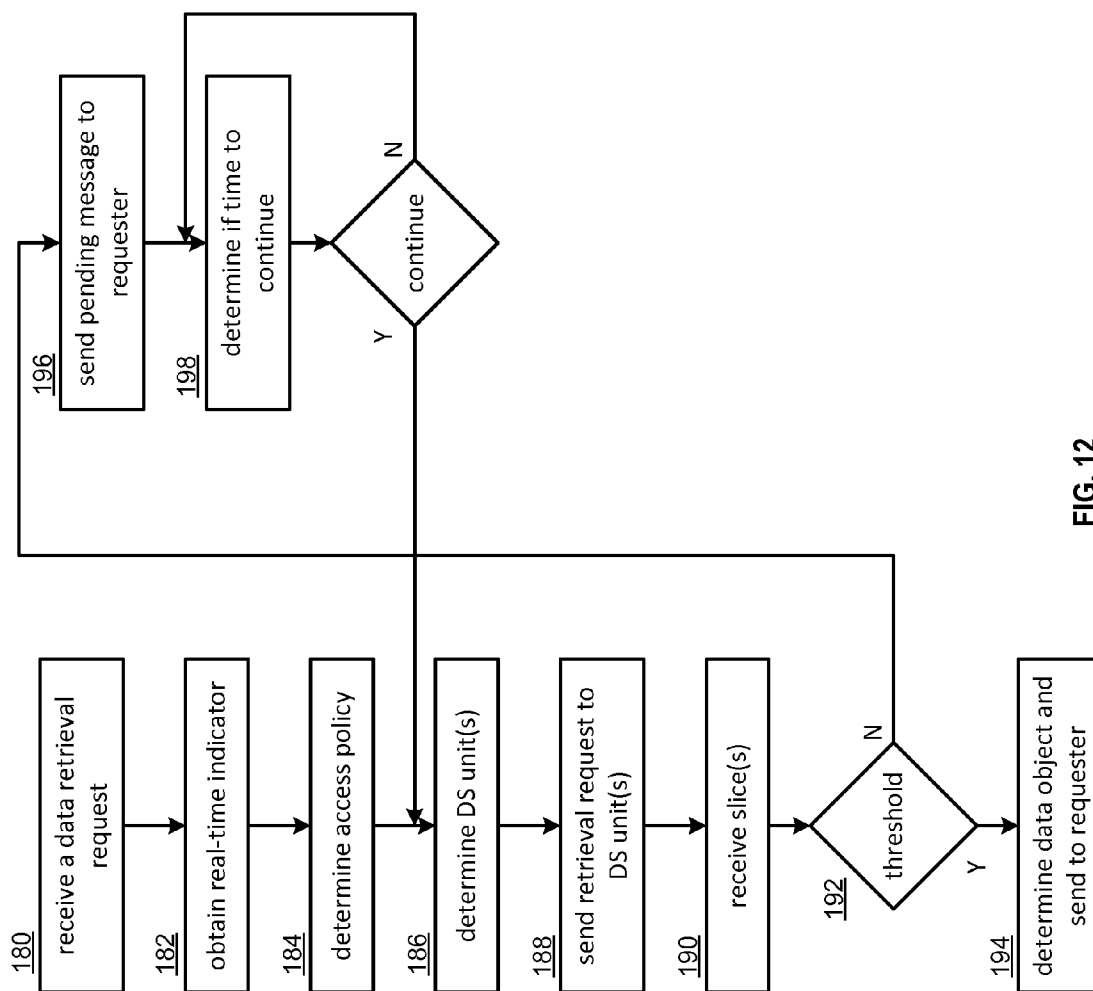 180
receive a data retrieval
request
182
obtain real-time indicator
184
determine access policy
186
determine DS unit(s)
188
send retrieval request to
DS unit(s)
190
receive slice(s)
192
threshold
N
Y
194
determine data object and
send to requester
196
send pending message to
requester
198
determine if time to
continue
continue
Y
N
FIG. 12